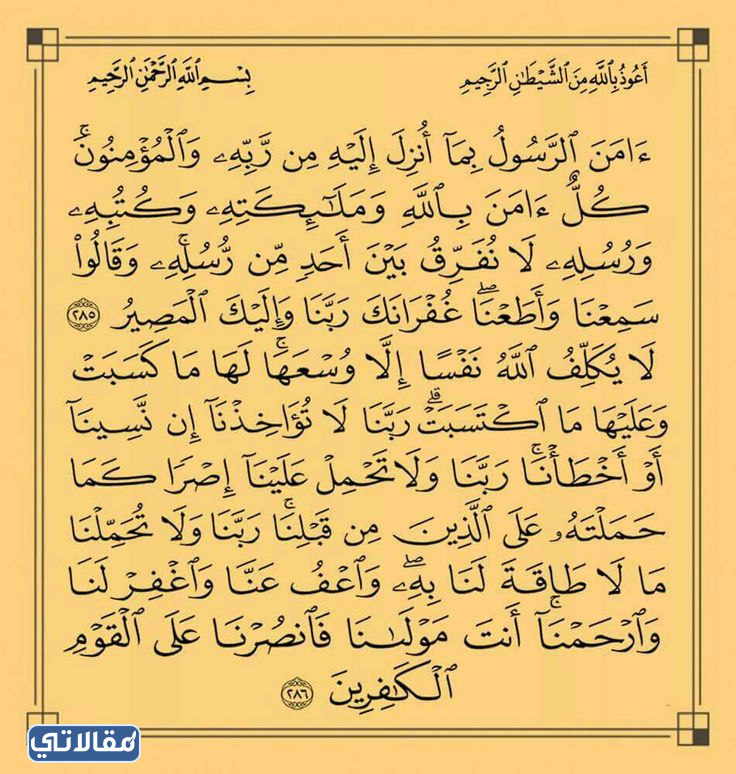 أَعُوذُ بِاللَّهِ مِنَ الشَّيْطَانِ الرَّجِيمِ بِسْمِ اللَّهِ الرَّحْمَٰنِ الرَّحِيمِ
ءَامَنَ ٱلرَّسُولُ بِمَآ أُنزِلَ إِلَيْهِ مِن رَّبِّهِۦ وَٱلْمُؤْمِنُونَۚ
كُلٌّ ءَامَنَ بِٱللَّهِ وَمَلَٰٓئِكَتِهِۦ وَكُتُبِهِۦ
وَرُسُلِهِۦ لَا نُفَرِّقُ بَيْنَ أَحَدٍ مِّن رُّسُلِهِۦۚ وَقَالُوا۟
سَمِعْنَا وَأَطَعْنَاۖ غُفْرَانَكَ رَبَّنَا وَإِلَيْكَ ٱلْمَصِيرُ ٢٨٥
لَا يُكَلِّفُ ٱللَّهُ نَفْسًا إِلَّا وُسْعَهَاۚ لَهَا مَا كَسَبَتْ
وَعَلَيْهَا مَا ٱكْتَسَبَتْۗ رَبَّنَا لَا تُؤَاخِذْنَآ إِن نَّسِينَآ
أَوْ أَخْطَأْنَاۚ رَبَّنَا وَلَا تَحْمِلْ عَلَيْنَآ إِصْرًا كَمَا
حَمَلْتَهُۥ عَلَى ٱلَّذِينَ مِن قَبْلِنَاۚ رَبَّنَا وَلَا تُحَمِّلْنَا
مَا لَا طَاقَةَ لَنَا بِهِۦۖ وَٱعْفُ عَنَّا وَٱغْفِرْ لَنَا
وَٱرْحَمْنَآۚ أَنتَ مَوْلَىٰنَا فَٱنصُرْنَا عَلَى ٱلْقَوْمِ
ٱلْكَٰفِرِينَ ٢٨٦
مقالاتي